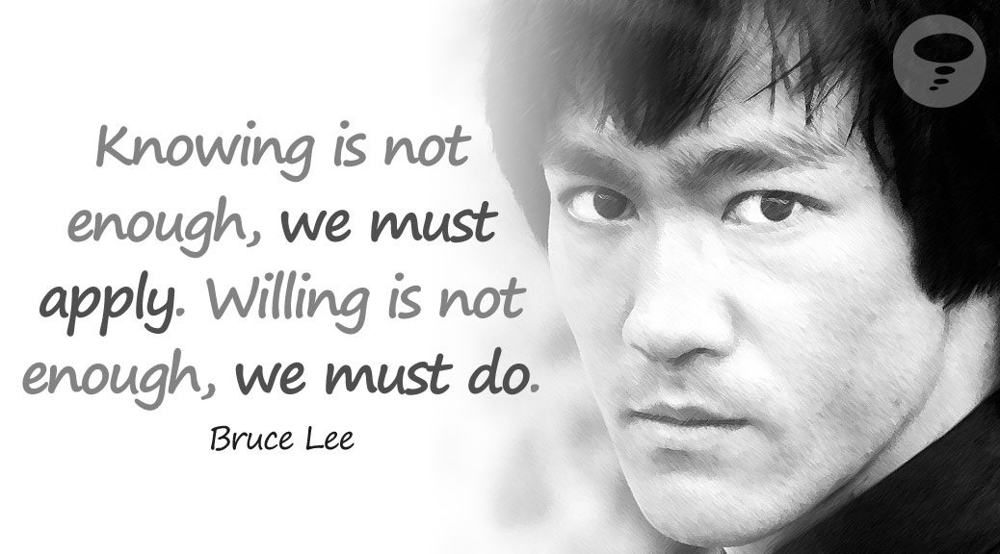 Knowing is not
enough, we must
apply. Willing is not
enough, we must do.
Bruce Lee